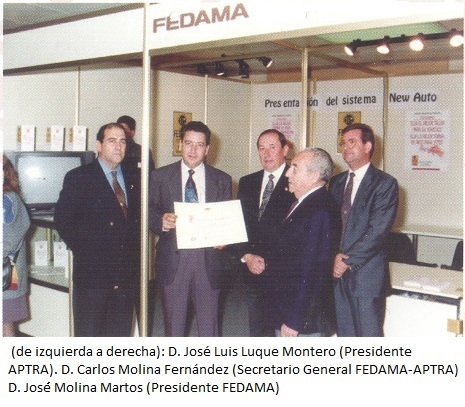 FEDAMA
Presentación del sistema New Auto
(de izquierda a derecha): D. José Luis Luque Montero (Presidente
APTRA). D. Carlos Molina Fernández (Secretario General FEDAMA-APTRA)
D. José Molina Martos (Presidente FEDAMA)